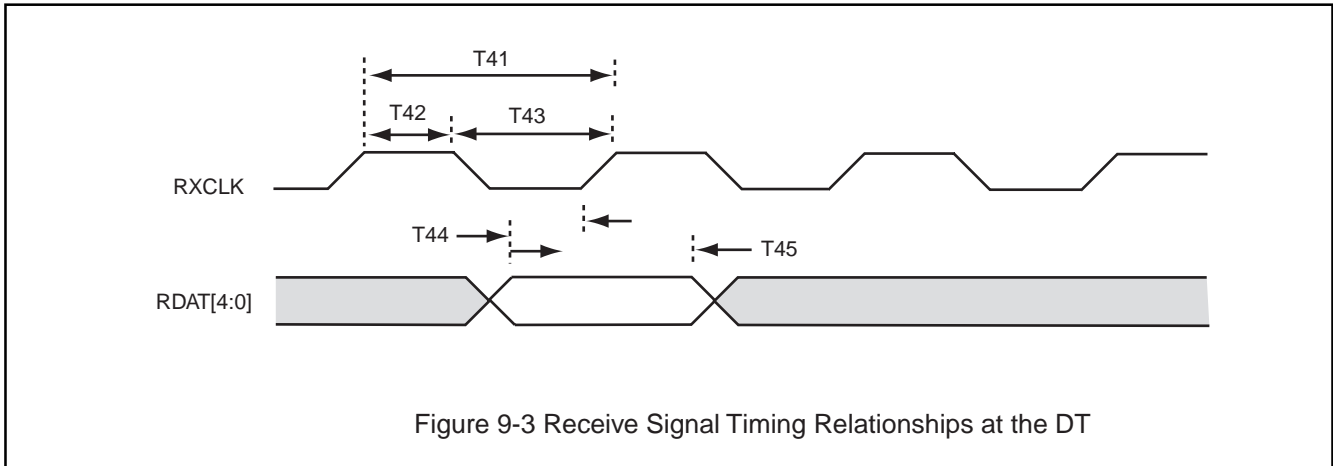 T41
T42
T43
RXCLK
T44
T45
RDAT[4:0]
Figure 9-3 Receive Signal Timing Relationships at the DT